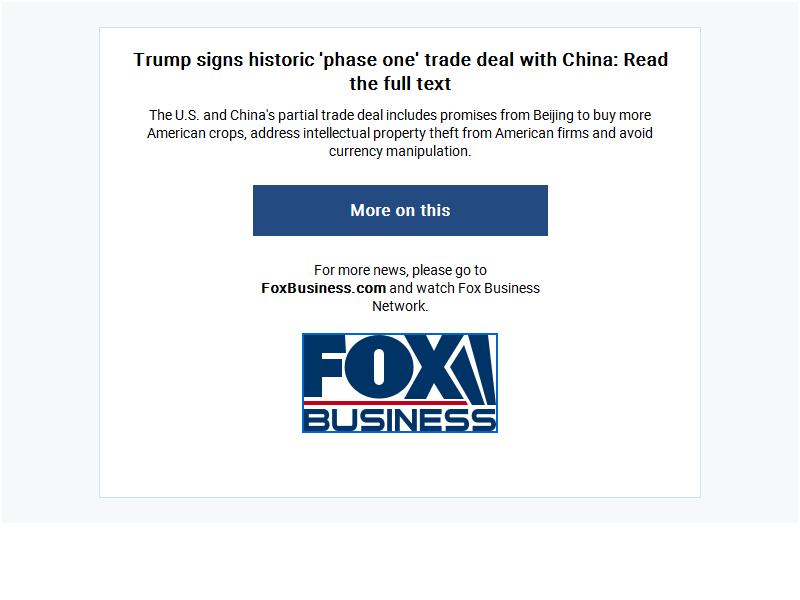 Trump signs historic 'phase one' trade deal with China: Read
the full text
The U.S. and China's partial trade deal includes promises from Beijing to buy more
American crops, address intellectual property theft from American firms and avoid
currency manipulation.
More on this
For more news, please go to
FoxBusiness.com and watch Fox Business
Network.
FOX
BUSINESS